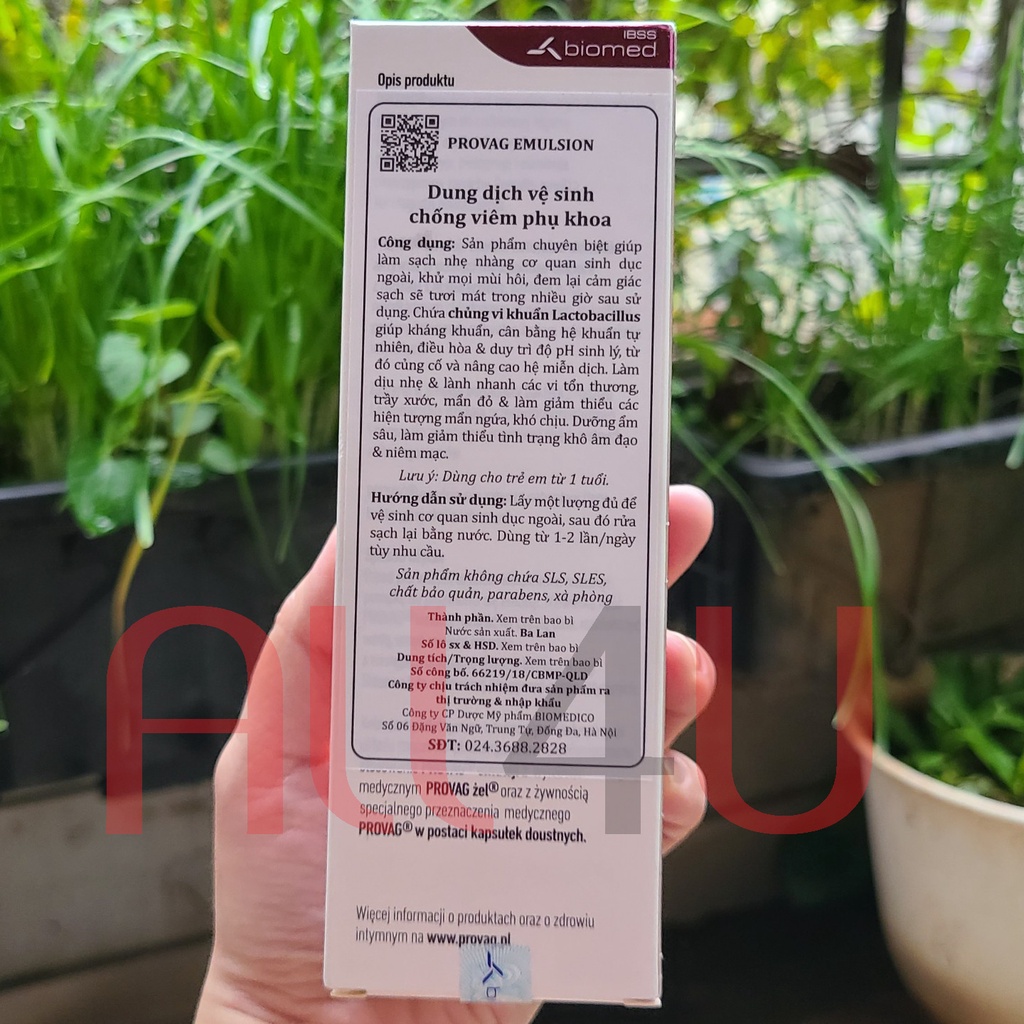 IBSS
biomed
Opis produktu
PROVAG EMULSION
Dung dịch vệ sinh
chống viêm phụ khoa
Công dụng: Sản phẩm chuyên biệt giúp
làm sạch nhẹ nhàng cơ quan sinh dục
ngoài, khử mọi mùi hôi, đem lại cảm giác
sạch sẽ tươi mát trong nhiều giờ sau sử
dụng. Chứa chủng vi khuẩn Lactobacillus
giúp kháng khuẩn, cân bằng hệ khuẩn tự
nhiên, điều hòa & duy trì độ pH sinh lý, từ
đó củng cố và nâng cao hệ miễn dịch. Làm
dịu nhẹ & lành nhanh các vi tổn thương,
trầy xước, mẩn đỏ & làm giảm thiểu các
hiện tượng mẩn ngứa, khó chịu. Dưỡng ẩm
sâu, làm giảm thiểu tình trạng khô âm đạo
& niêm mạc.
Lưu ý: Dùng cho trẻ em từ 1 tuổi.
Hướng dẫn sử dụng: Lấy một lượng đủ để
vệ sinh cơ quan sinh dục ngoài, sau đó rửa
sạch lại bằng nước. Dùng từ 1-2 lần/ngày
tùy nhu cầu.
Sản phẩm không chứa SLS, SLES,
chất bảo quản, parabens, xà phòng
Thành phần. Xem trên bao bì
Nước sản xuất. Ba Lan
Số lô sx & HSD. Xem trên bao bì
Dung tích/Trọng lượng. Xem trên bao bì
Số công bố. 66219/18/CBMP-QLD
Công ty chịu trách nhiệm đưa sản phẩm ra
thị trường & nhập khẩu
Công ty CP Dược Mỹ phẩm BIOMEDICO
Số 06 Đặng Văn Ngữ, Trung Tự, Đống Đa, Hà Nội
SĐT: 024.3688.2828
AU4U
medycznym PROVAG żel® oraz z żywnością
specjalnego przeznaczenia medycznego
PROVAG® w postaci kapsułek doustnych.
Więcej informacji o produktach oraz o zdrowiu
intymnym na www.provag.pl